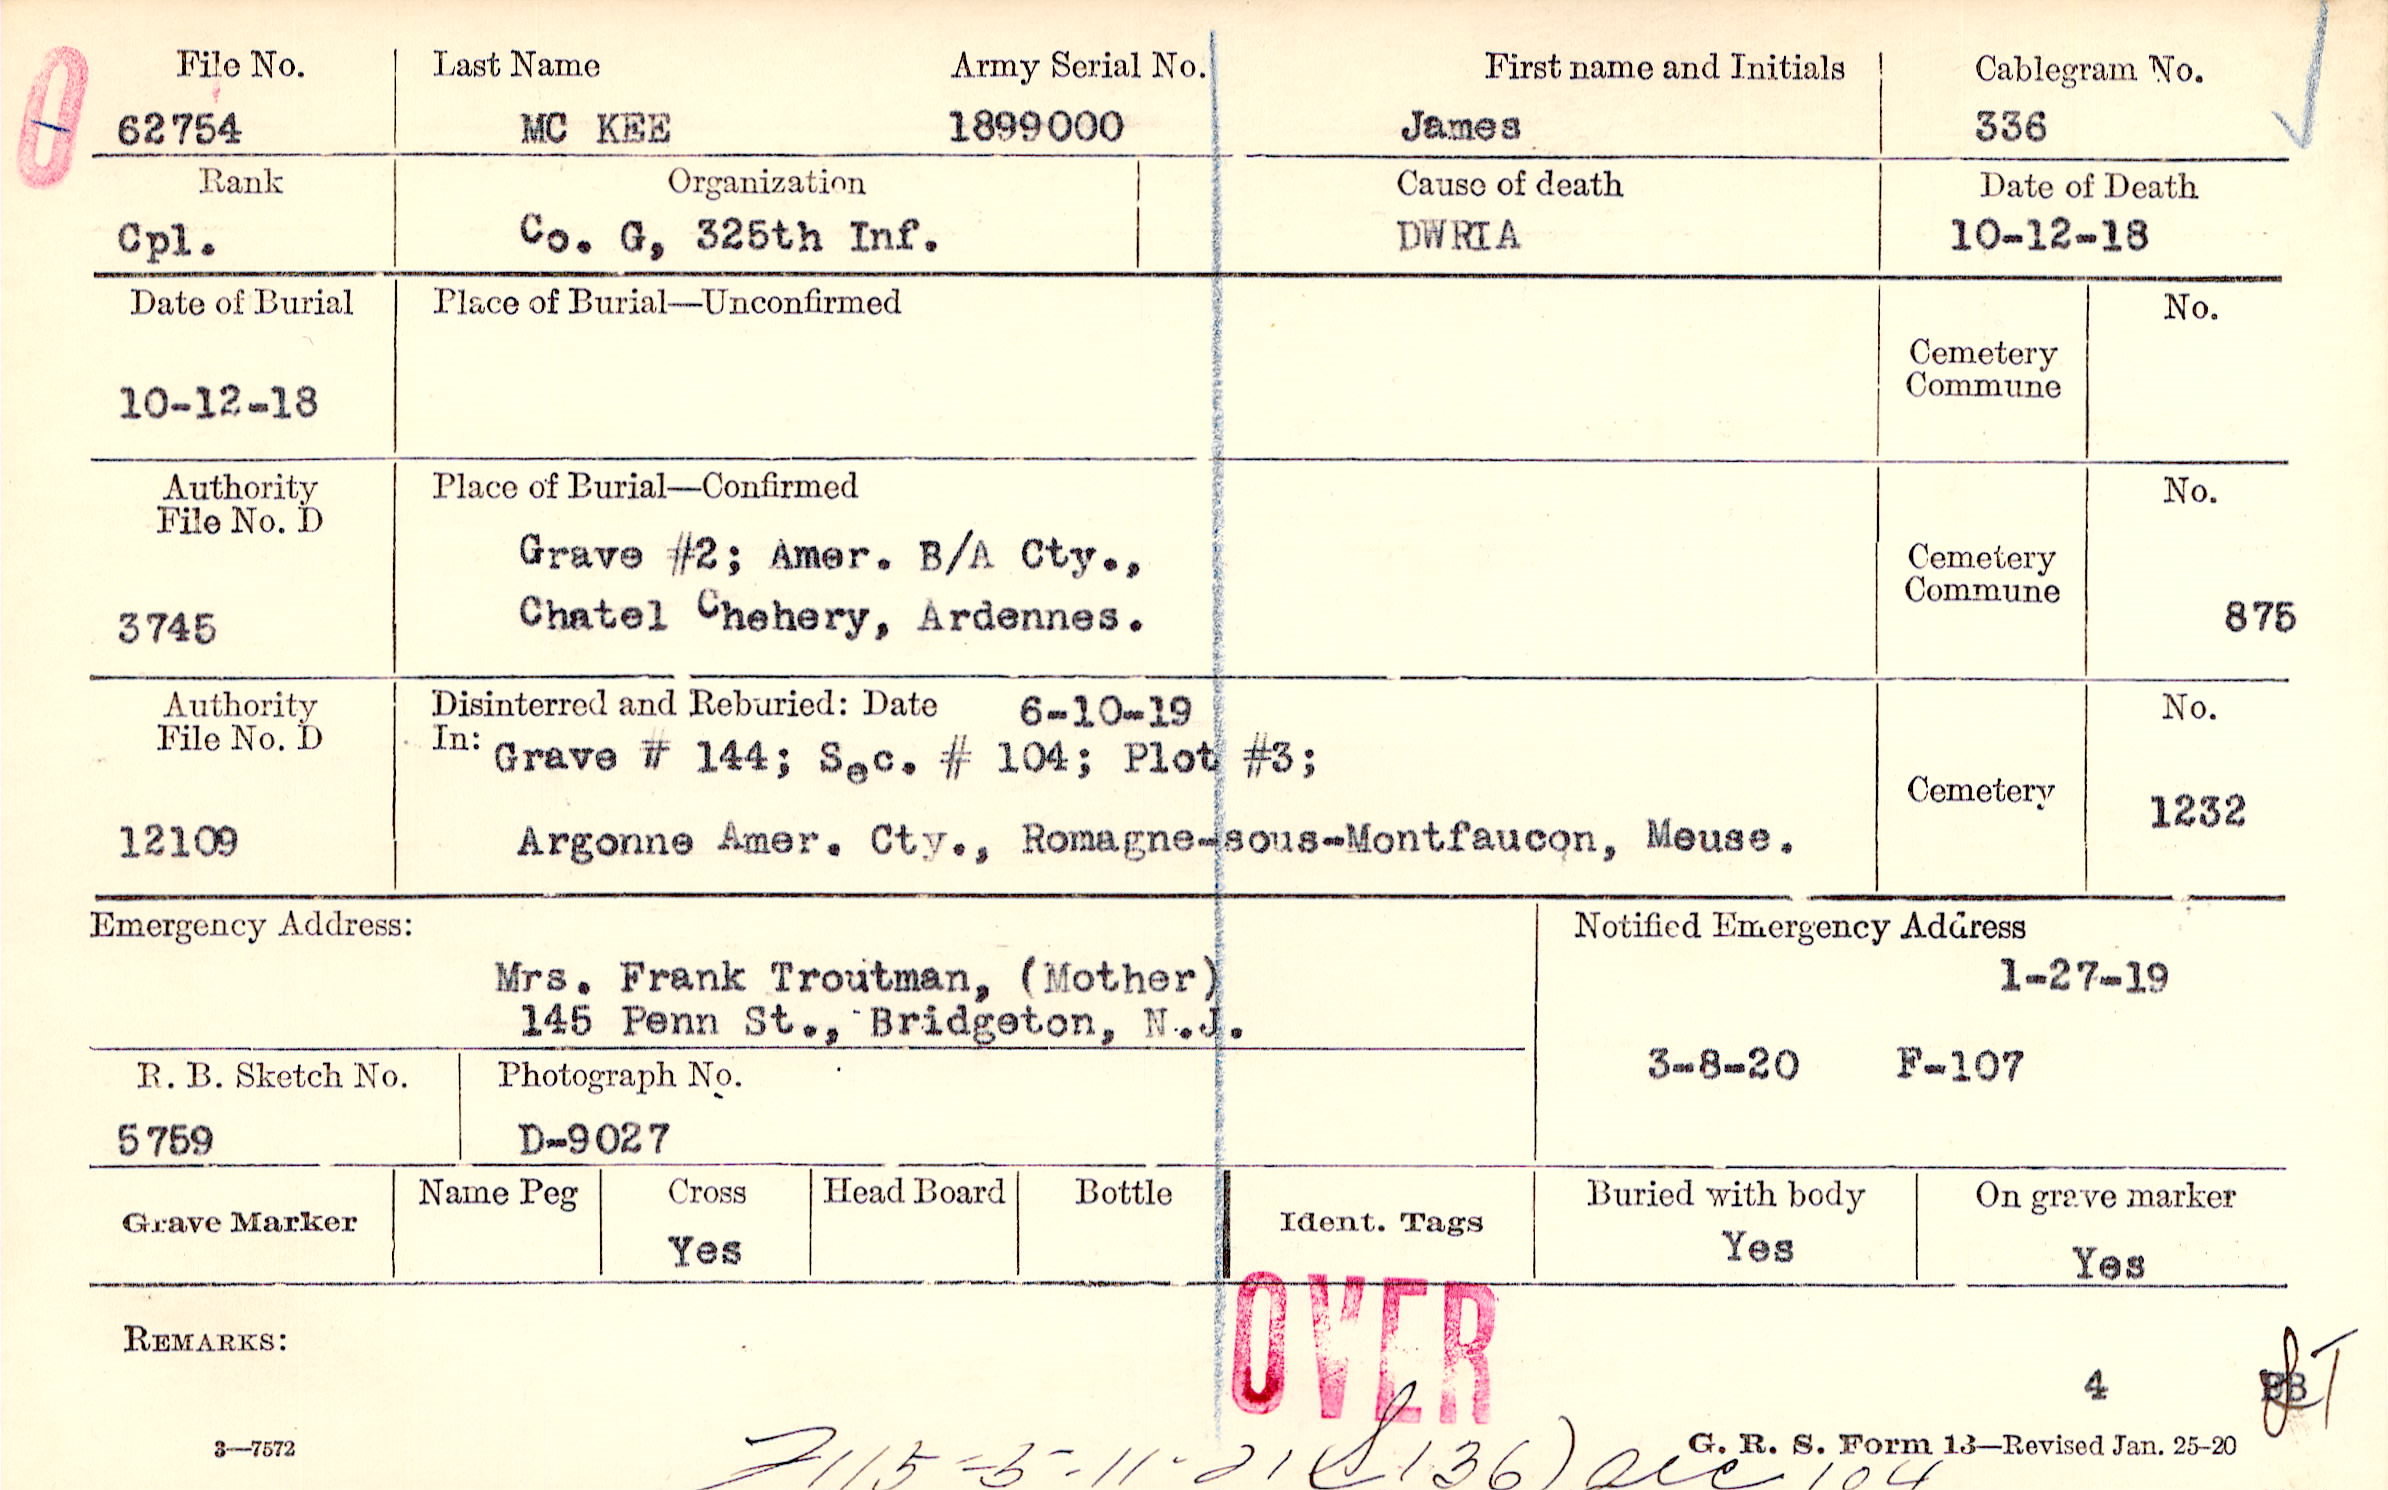 File No. Last Name Army Serial No. First name and Initials Cablegram No.
62754 MC KEE 1899000 James 336
Rank Organization Cause of death Date of Death
Cpl. Co. G, 325th Inf. DWRIA 10-12-18
Date of Burial Place of Burial—Unconfirmed No.
Cemetery
Commune
10-12-18
Authority Place of Burial—Confirmed No.
File No. D
Grave #2; Amer. B/A Cty., Cemetery
Commune
3745 Chatel Chehery, Ardennes. 875
Authority Disinterred and Reburied: Date 6-10-19 No.
File No. D In: Grave # 144; Sec. # 104; Plot #3;
Cemetery
12109 Argonne Amer. Cty., Romagne-sous-Montfaucon, Meuse. 1232
Emergency Address: Notified Emergency Address
Mrs. Frank Troutman, (Mother) 1-27-19
145 Penn St., Bridgeton, N.J.
R. B. Sketch No. Photograph No. 3-8-20 F-107
5759 D-9027
Grave Marker Name Peg Cross Head Board Bottle Ident. Tags Buried with body On grave marker
Yes Yes Yes
OVER
REMARKS:
4
3—7572 G. R. S. Form 13—Revised Jan. 25-20